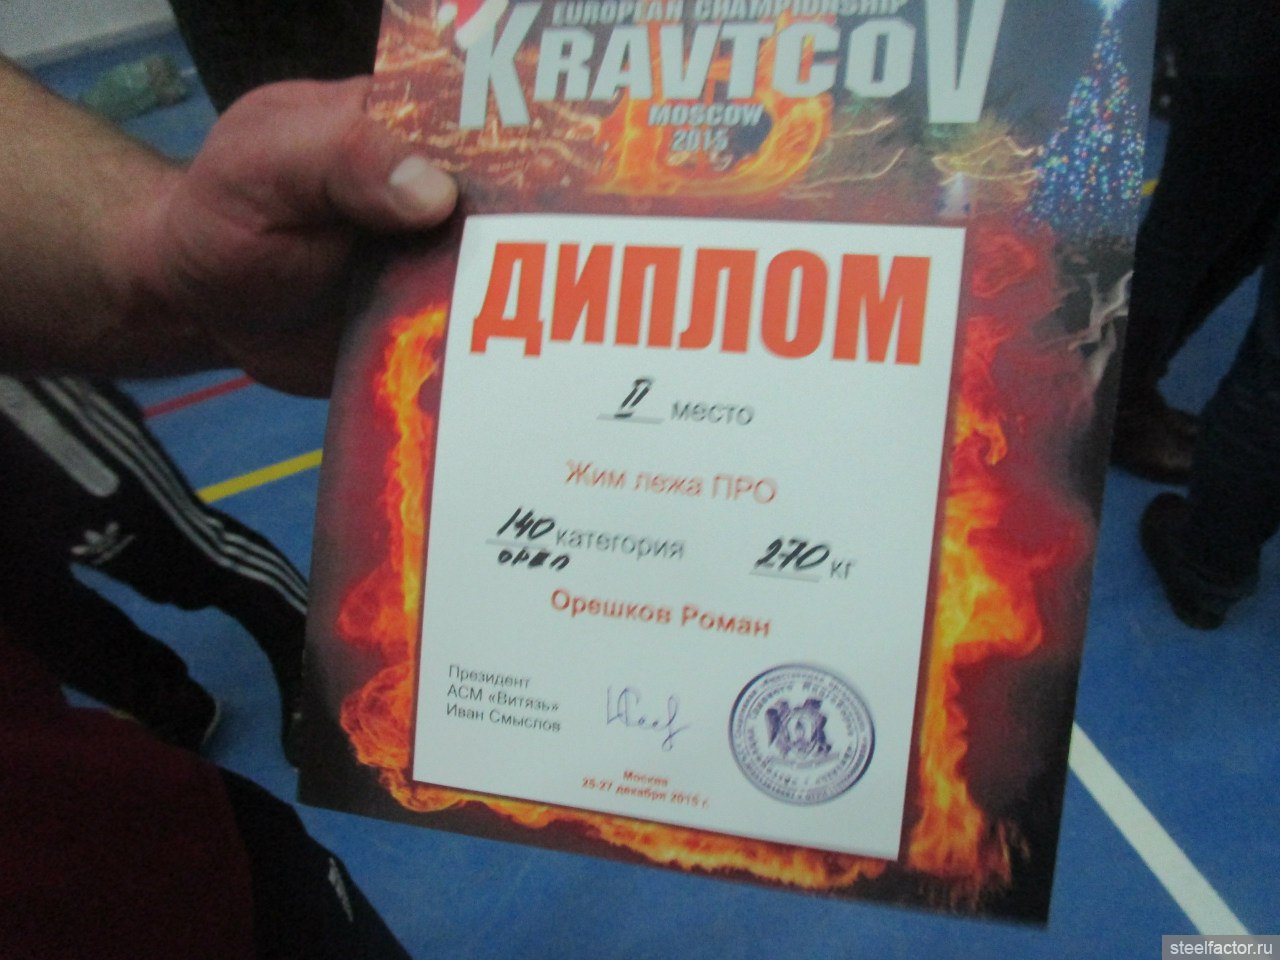 EUROPEAN CHAMPIONSHIP
KRAVTCOV
MOSCOW
2015
ДИПЛОМ
II место
Жим лежа ПРО
140 категория 270 кг
open
Орешков Роман
Президент
АСМ «Витязь»
Иван Смыслов
Москва
25-27 декабря 2015 г.
steelfactor.ru